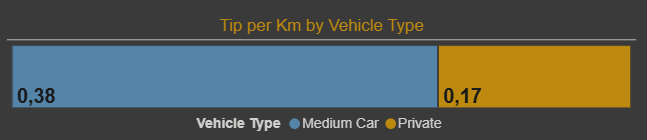 Tip per Km by Vehicle Type
0,38 0,17
Vehicle Type Medium Car Private